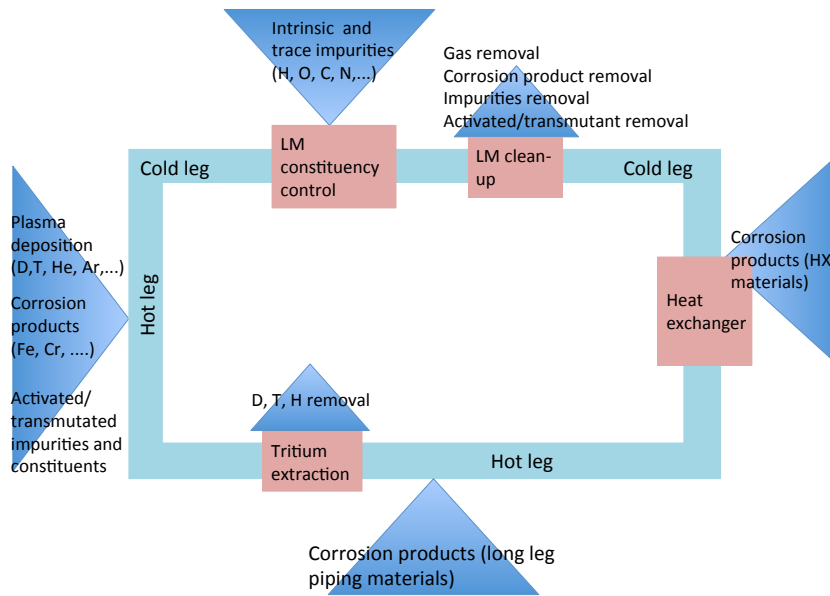 Intrinsic and
trace impurities
(H, O, C, N,...)
Gas removal
Corrosion product removal
Impurities removal
Activated/transmutant removal
Cold leg
LM
constituency
control
LM clean-
up
Cold leg
Plasma
deposition
(D,T, He, Ar,...)
Corrosion
products
(Fe, Cr, ....)
Activated/
transmutated
impurities and
constituents
Hot leg
Corrosion
products (HX
materials)
Heat
exchanger
D, T, H removal
Tritium
extraction
Hot leg
Corrosion products (long leg
piping materials)